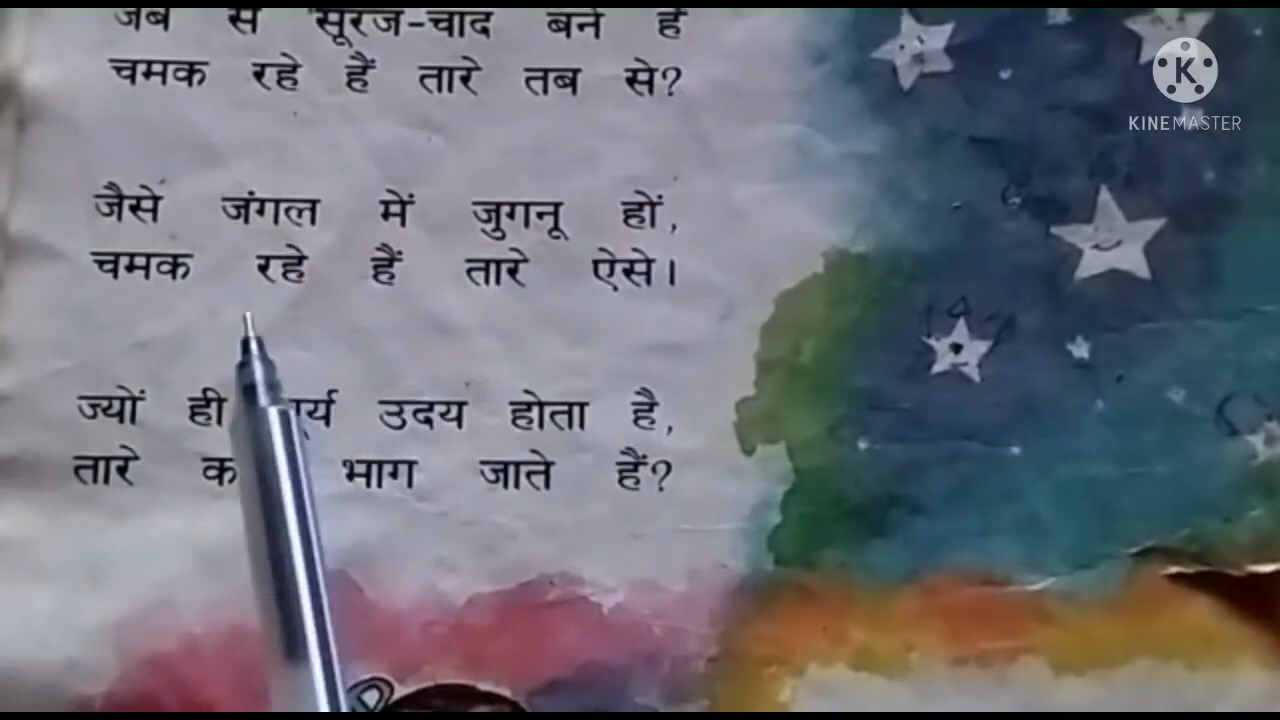 जब से सूरज-चाँद बने हैं
चमक रहे हैं तारे तब से?
जैसे जंगल में जुगनू हों,
चमक रहे हैं तारे ऐसे।
ज्यों ही उदय होता है,
तारे भाग जाते हैं?
K
KINEMASTER